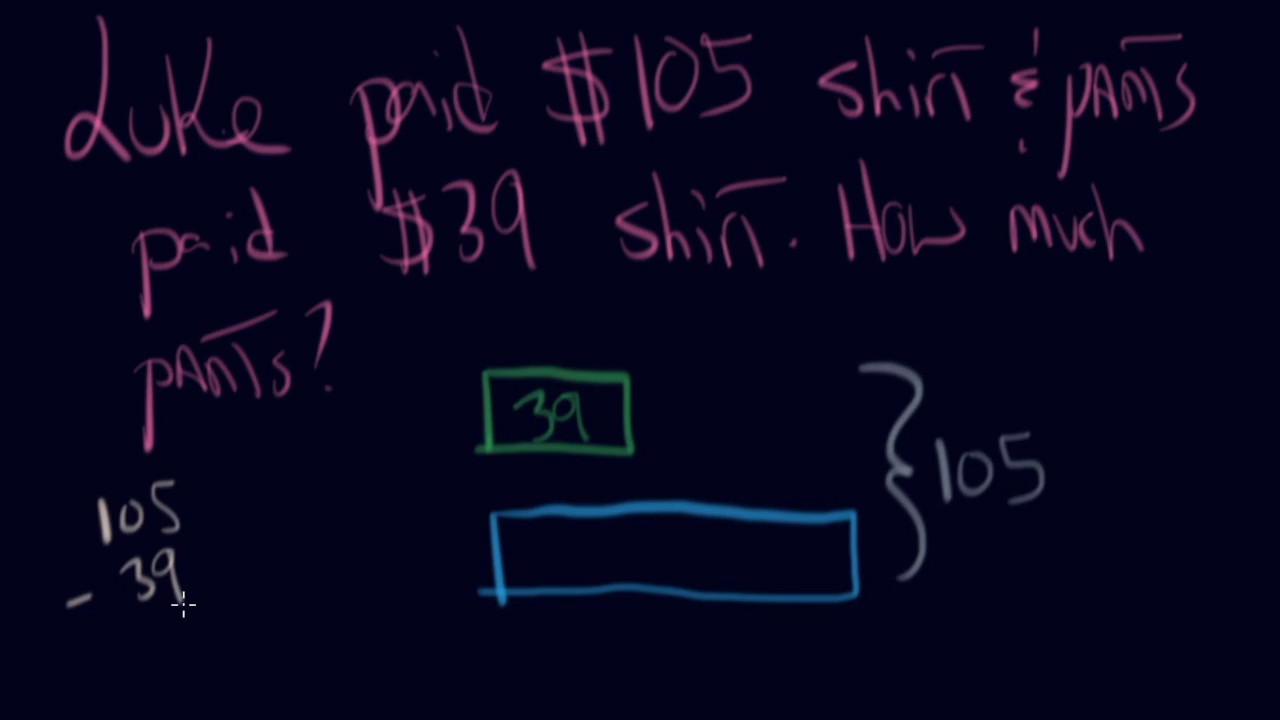 Luke paid $105 shirt & pants
paid $39 shirt. How much
pants?
39
105
105
- 39